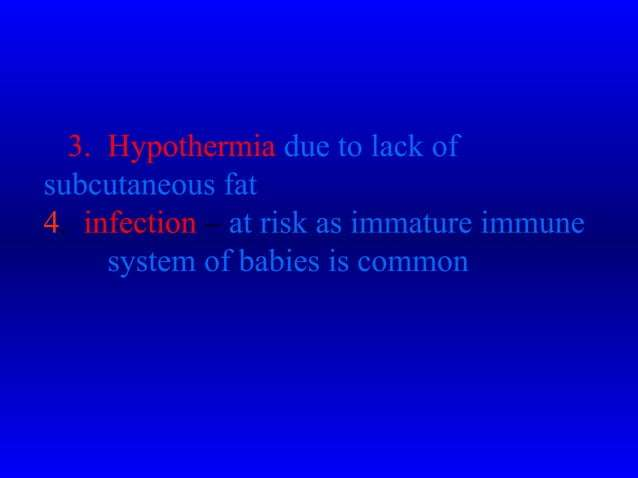 3. Hypothermia due to lack of
subcutaneous fat
4 infection – at risk as immature immune
system of babies is common